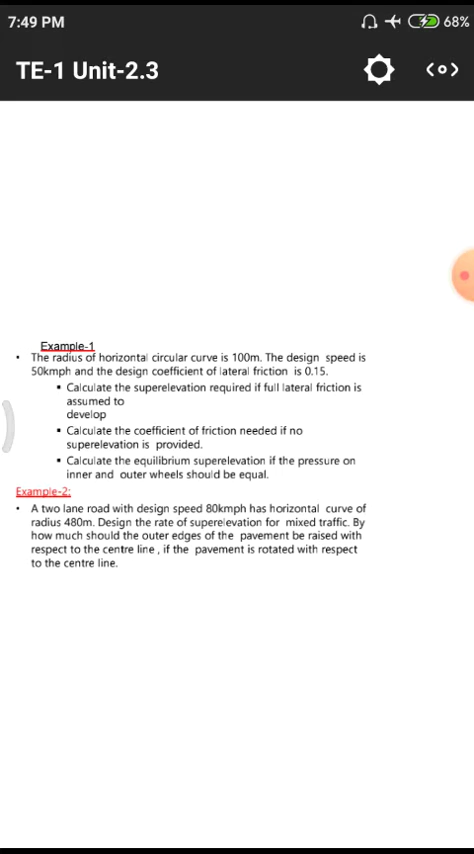 7:49 PM
68%
TE-1 Unit-2.3
Example-1
• The radius of horizontal circular curve is 100m. The design speed is
50kmph and the design coefficient of lateral friction is 0.15.
▪ Calculate the superelevation required if full lateral friction is
assumed to
develop
▪ Calculate the coefficient of friction needed if no
superelevation is provided.
▪ Calculate the equilibrium superelevation if the pressure on
inner and outer wheels should be equal.
Example-2:
• A two lane road with design speed 80kmph has horizontal curve of
radius 480m. Design the rate of superelevation for mixed traffic. By
how much should the outer edges of the pavement be raised with
respect to the centre line , if the pavement is rotated with respect
to the centre line.